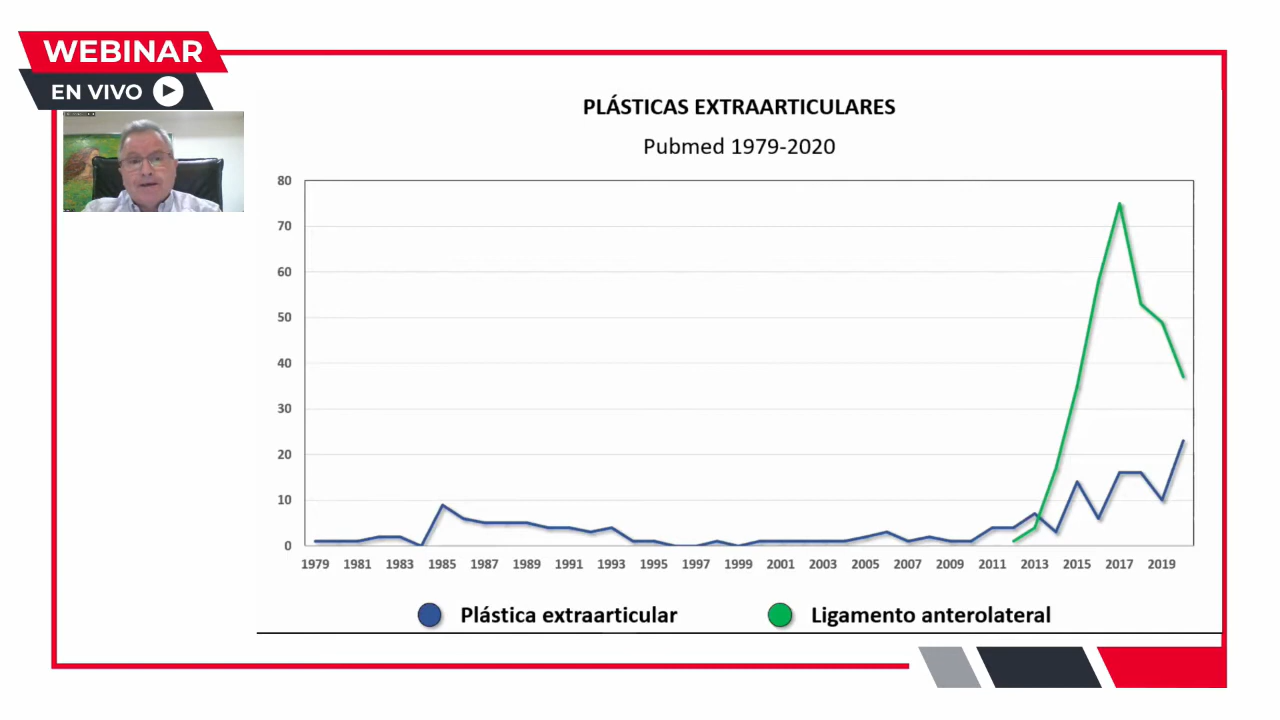 WEBINAR
EN VIVO
PLÁSTICAS EXTRAARTICULARES
Pubmed 1979-2020
80
70
60
50
40
30
20
10
0
1979 1981 1983 1985 1987 1989 1991 1993 1995 1997 1999 2001 2003 2005 2007 2009 2011 2013 2015 2017 2019
Plástica extraarticular Ligamento anterolateral